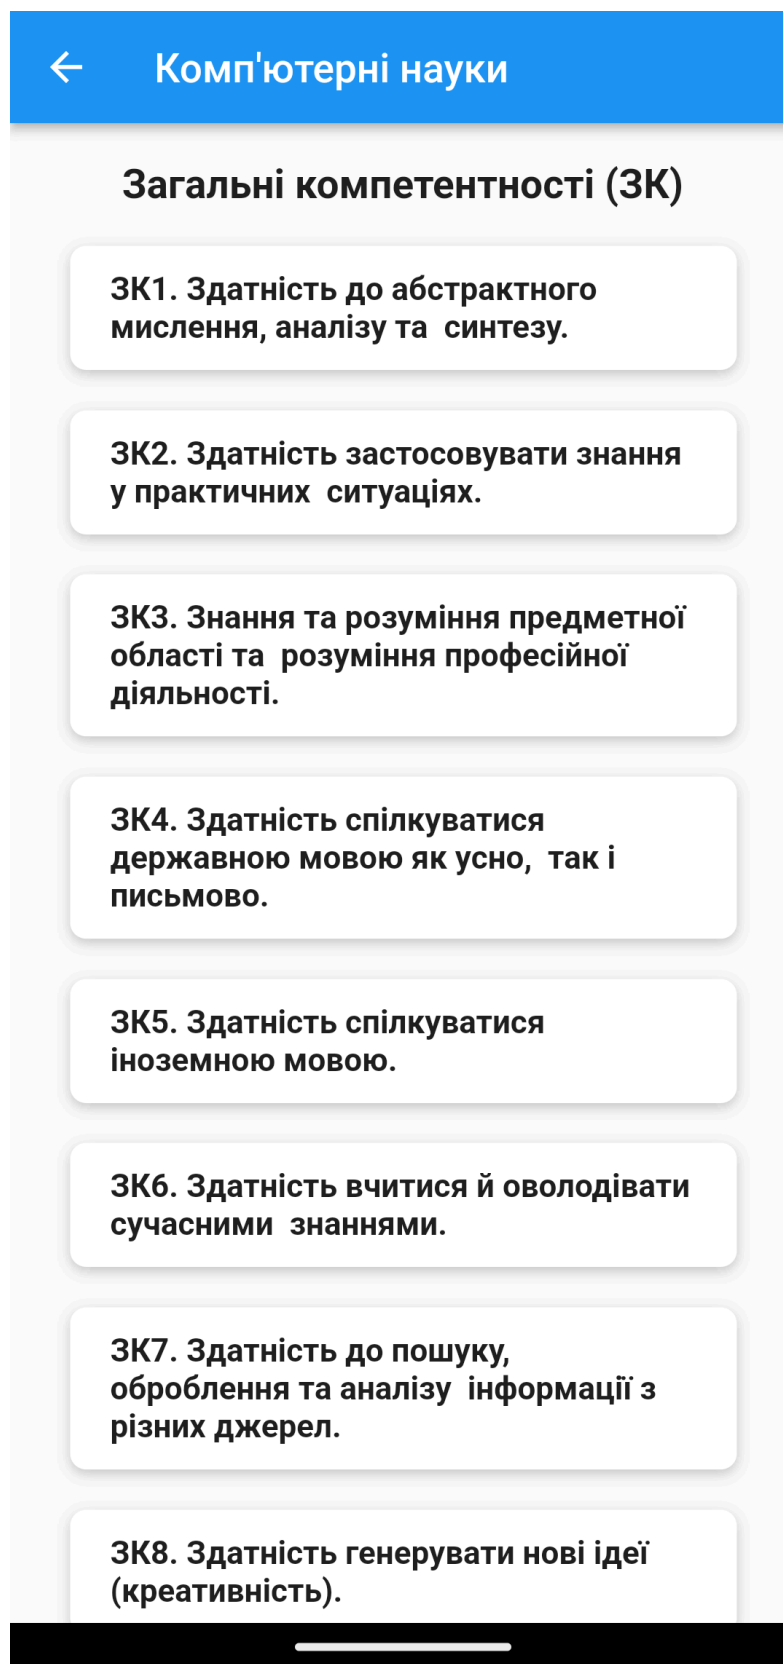 Комп'ютерні науки
Загальні компетентності (ЗК)
ЗК1. Здатність до абстрактного
мислення, аналізу та  синтезу.
ЗК2. Здатність застосовувати знання
у практичних  ситуаціях.
ЗК3. Знання та розуміння предметної
області та  розуміння професійної
діяльності.
ЗК4. Здатність спілкуватися
державною мовою як усно,  так і
письмово.
ЗК5. Здатність спілкуватися
іноземною мовою.
ЗК6. Здатність вчитися й оволодівати
сучасними  знаннями.
ЗК7. Здатність до пошуку,
оброблення та аналізу  інформації з
різних джерел.
ЗК8. Здатність генерувати нові ідеї
(креативність).